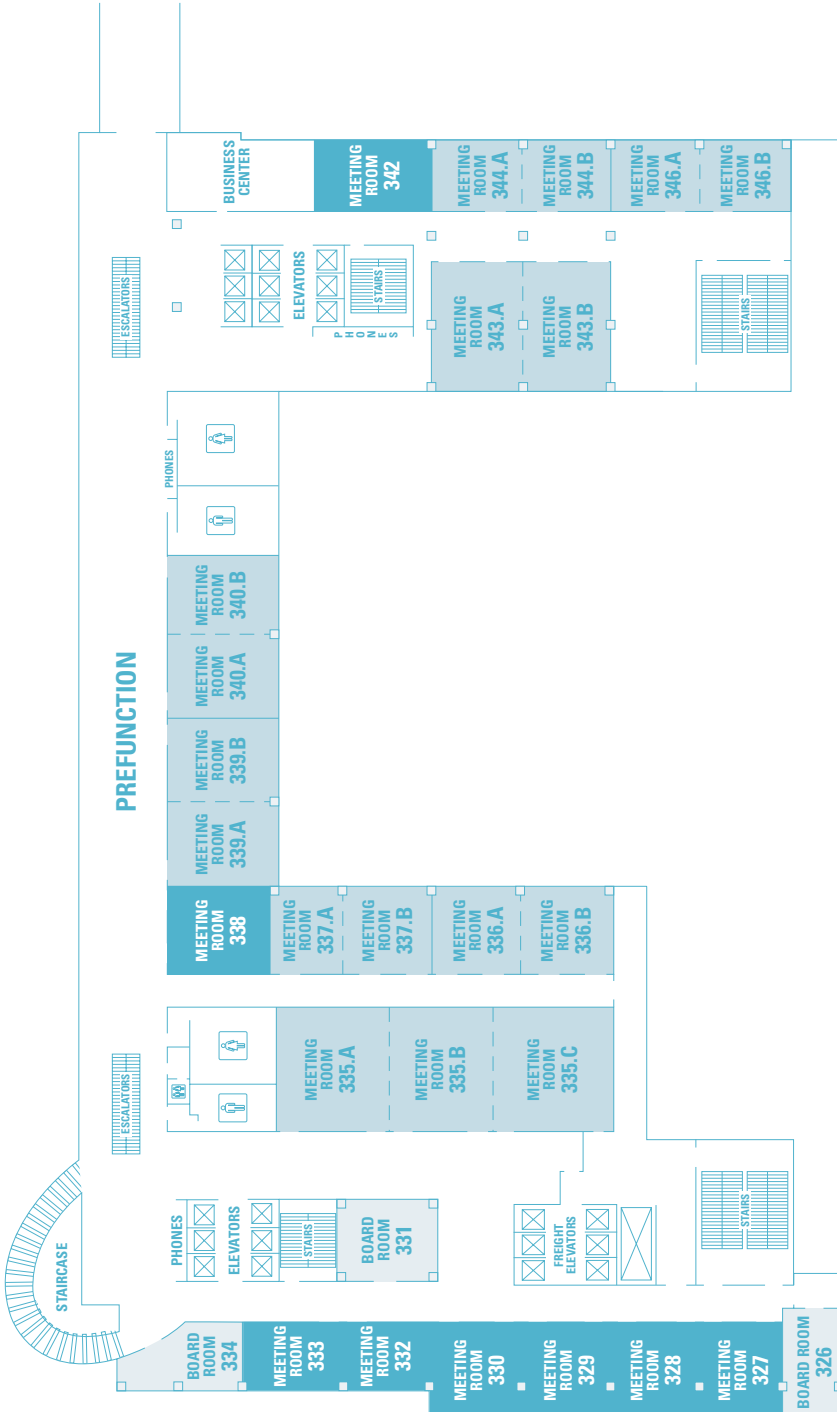 BUSINESS
CENTER
MEETING
ROOM
342
MEETING
ROOM
344.A
MEETING
ROOM
344.B
MEETING
ROOM
346.A
MEETING
ROOM
346.B
ESCALATORS
ELEVATORS
STAIRS
PHONES
MEETING
ROOM
343.A
MEETING
ROOM
343.B
STAIRS
PHONES
MEETING
ROOM
340.B
MEETING
ROOM
340.A
PREFUNCTION
MEETING
ROOM
339.B
MEETING
ROOM
339.A
MEETING
ROOM
338
MEETING
ROOM
337.A
MEETING
ROOM
337.B
MEETING
ROOM
336.A
MEETING
ROOM
336.B
MEETING
ROOM
335.A
MEETING
ROOM
335.B
MEETING
ROOM
335.C
ESCALATORS
STAIRCASE
PHONES
ELEVATORS
STAIRS
BOARD
ROOM
331
FREIGHT
ELEVATORS
STAIRS
BOARD
ROOM
334
MEETING
ROOM
333
MEETING
ROOM
332
MEETING
ROOM
330
MEETING
ROOM
329
MEETING
ROOM
328
MEETING
ROOM
327
BOARD ROOM
326